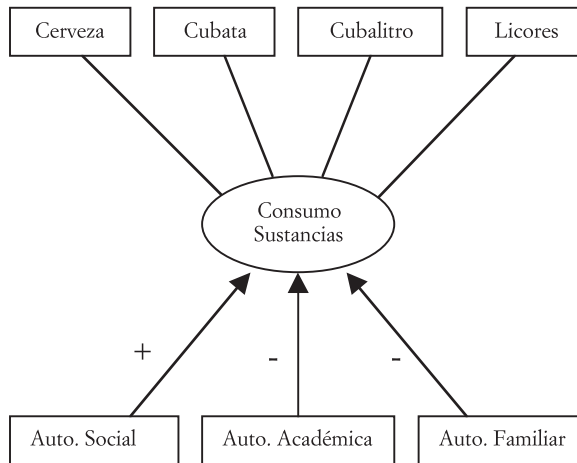 Cerveza
Cubata
Cubalitro
Licores
Consumo
Sustancias
+
-
-
Auto. Social
Auto. Académica
Auto. Familiar